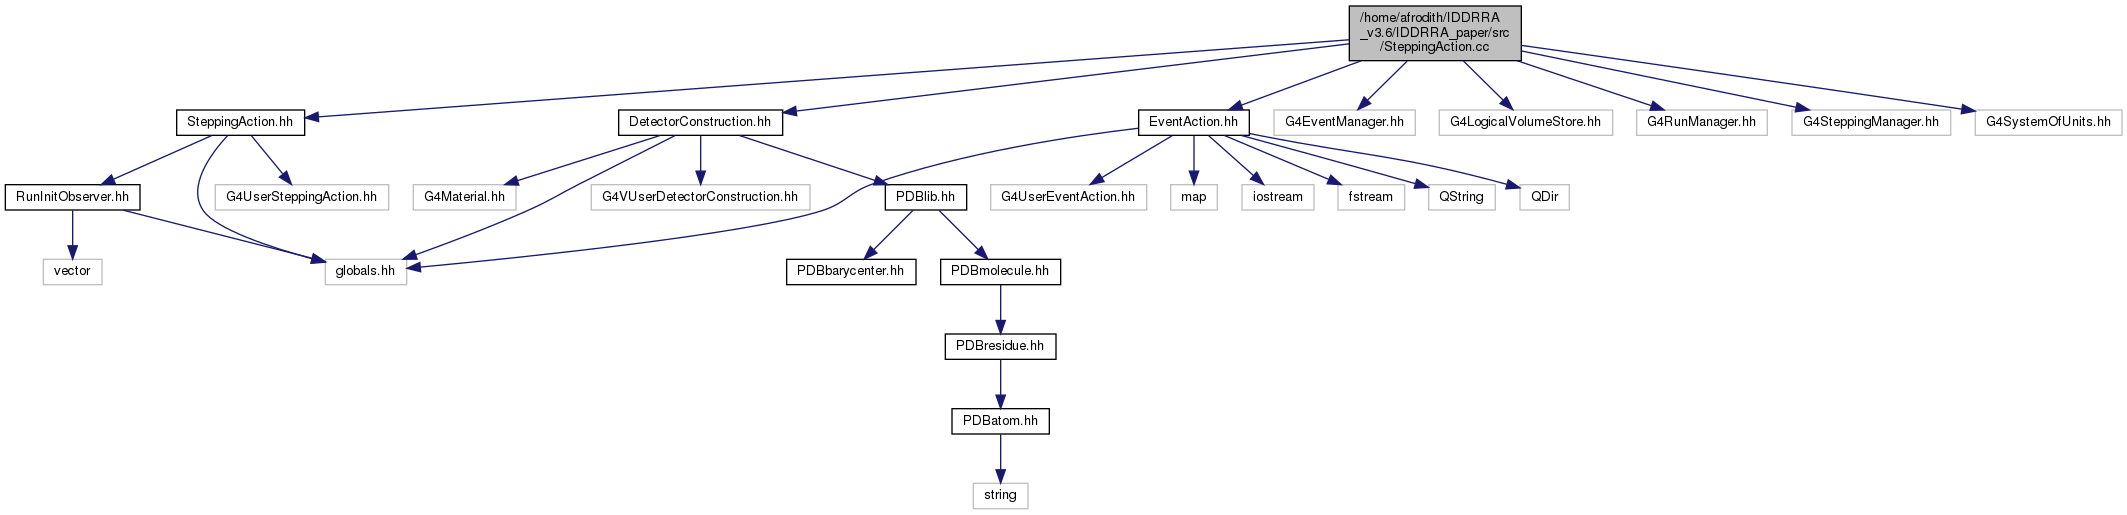 /home/afrodith/IDDRRA
_v3.6/IDDRRA_paper/src
/SteppingAction.cc
SteppingAction.hh
DetectorConstruction.hh
EventAction.hh
G4EventManager.hh
G4LogicalVolumeStore.hh
G4RunManager.hh
G4SteppingManager.hh
G4SystemOfUnits.hh
RunInitObserver.hh
G4UserSteppingAction.hh
G4Material.hh
G4VUserDetectorConstruction.hh
PDBlib.hh
G4UserEventAction.hh
map
iostream
fstream
QString
QDir
vector
globals.hh
PDBbarycenter.hh
PDBmolecule.hh
PDBresidue.hh
PDBatom.hh
string